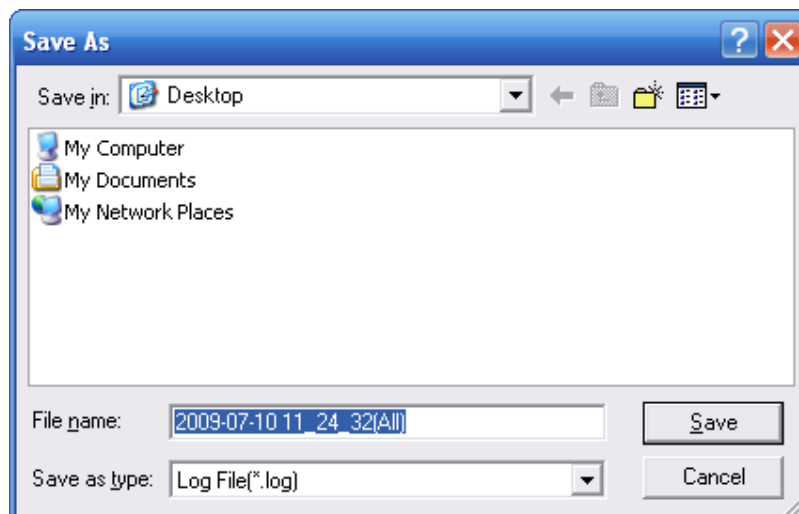 Save As
Save in: Desktop
My Computer
My Documents
My Network Places
File name: 2009-07-10 11_24_32(All)
Save
Save as type: Log File(*.log)
Cancel